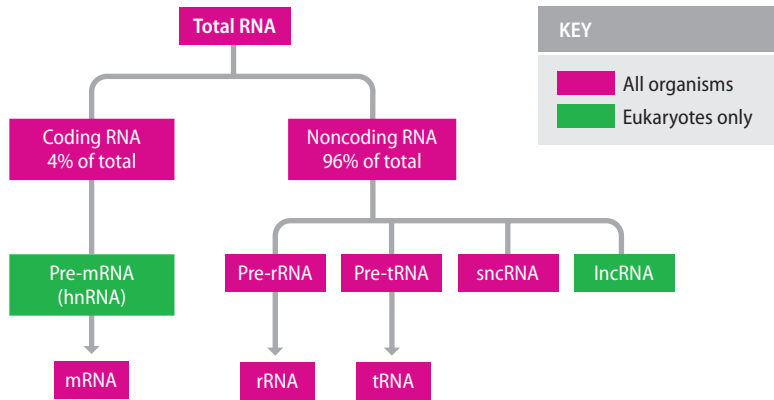 Total RNA
KEY
All organisms
Eukaryotes only
Coding RNA
4% of total
Noncoding RNA
96% of total
Pre-mRNA
(hnRNA)
Pre-rRNA
Pre-tRNA
sncRNA
lncRNA
mRNA
rRNA
tRNA